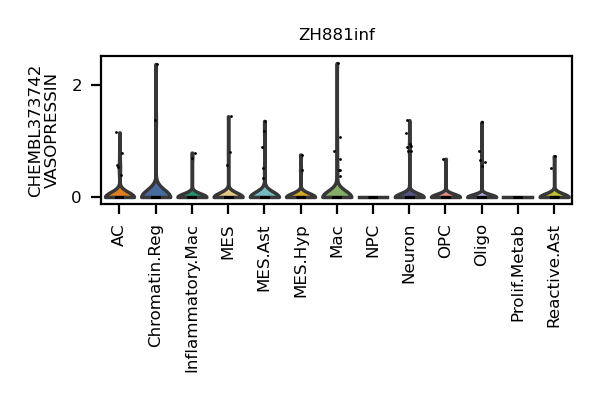 ZH881inf
CHEMBL373742
VASOPRESSIN
2
0
AC
Chromatin.Reg
Inflammatory.Mac
MES
MES.Ast
MES.Hyp
Mac
NPC
Neuron
OPC
Oligo
Prolif.Metab
Reactive.Ast